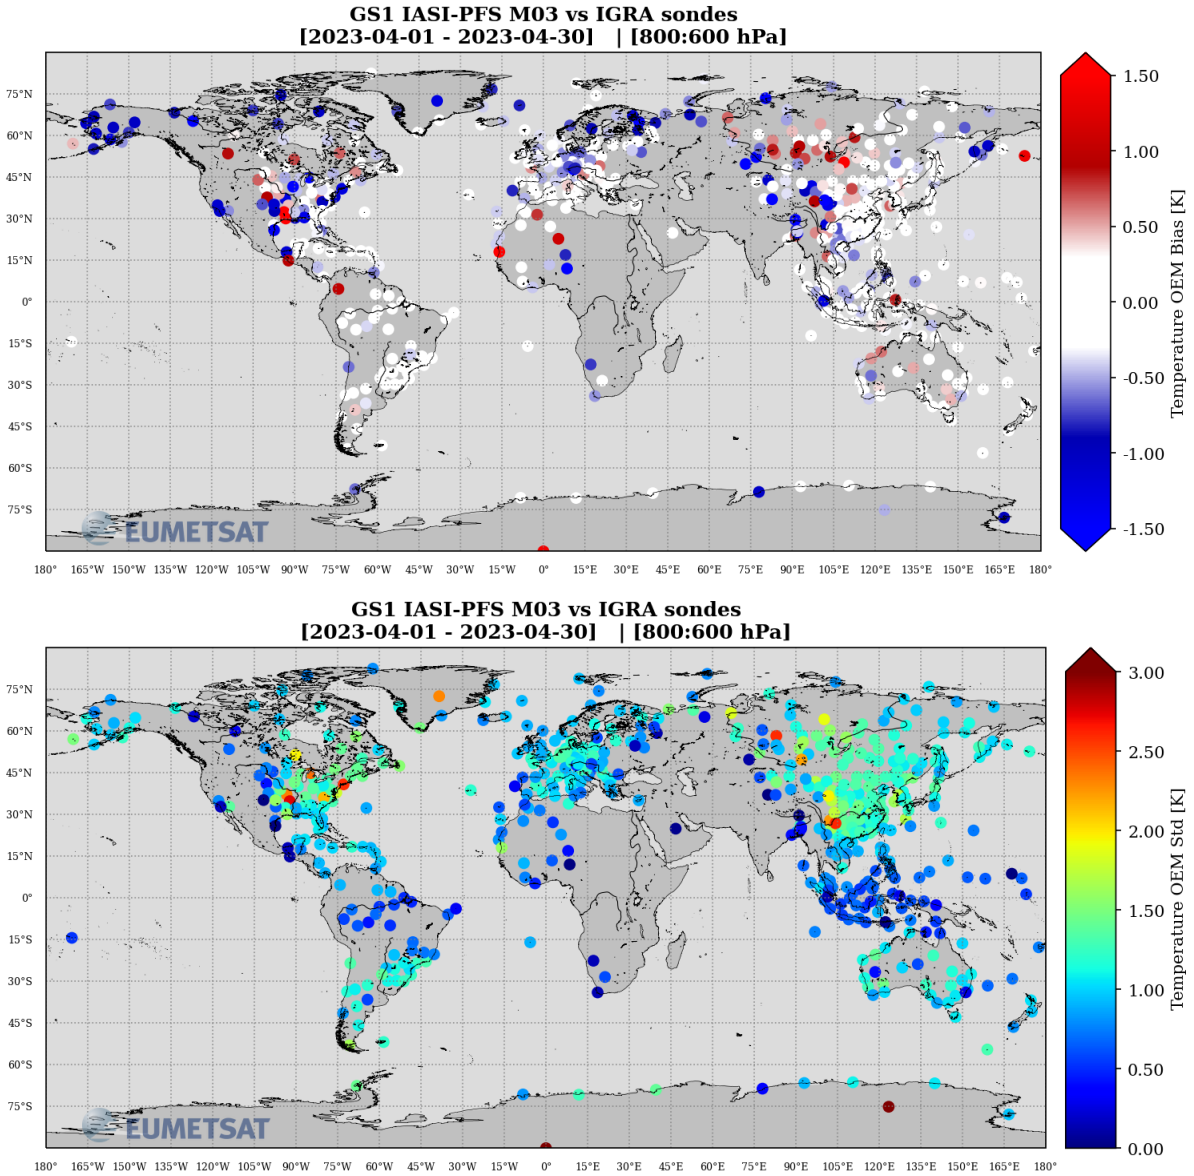 GS1 IASI-PFS M03 vs IGRA sondes
[2023-04-01 - 2023-04-30] | [800:600 hPa]
75°N
60°N
45°N
30°N
15°N
0°
15°S
30°S
45°S
60°S
75°S
EUMETSAT
180° 165°W 150°W 135°W 120°W 105°W 90°W 75°W 60°W 45°W 30°W 15°W 0° 15°E 30°E 45°E 60°E 75°E 90°E 105°E 120°E 135°E 150°E 165°E 180°
1.50
1.00
0.50
0.00
-0.50
-1.00
-1.50
Temperature OEM Bias [K]
GS1 IASI-PFS M03 vs IGRA sondes
[2023-04-01 - 2023-04-30] | [800:600 hPa]
75°N
60°N
45°N
30°N
15°N
0°
15°S
30°S
45°S
60°S
75°S
EUMETSAT
180° 165°W 150°W 135°W 120°W 105°W 90°W 75°W 60°W 45°W 30°W 15°W 0° 15°E 30°E 45°E 60°E 75°E 90°E 105°E 120°E 135°E 150°E 165°E 180°
3.00
2.50
2.00
1.50
1.00
0.50
0.00
Temperature OEM Std [K]